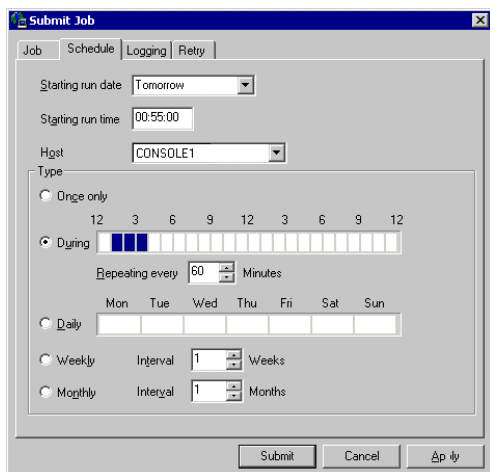 Submit Job
Job Schedule Logging Retry
Starting run date Tomorrow
Starting run time 00:55:00
Host CONSOLE1
Type
Once only
12 3 6 9 12 3 6 9 12
During
Repeating every 60 Minutes
Mon Tue Wed Thu Fri Sat Sun
Daily
Weekly Interval 1 Weeks
Monthly Interval 1 Months
Submit Cancel Apply